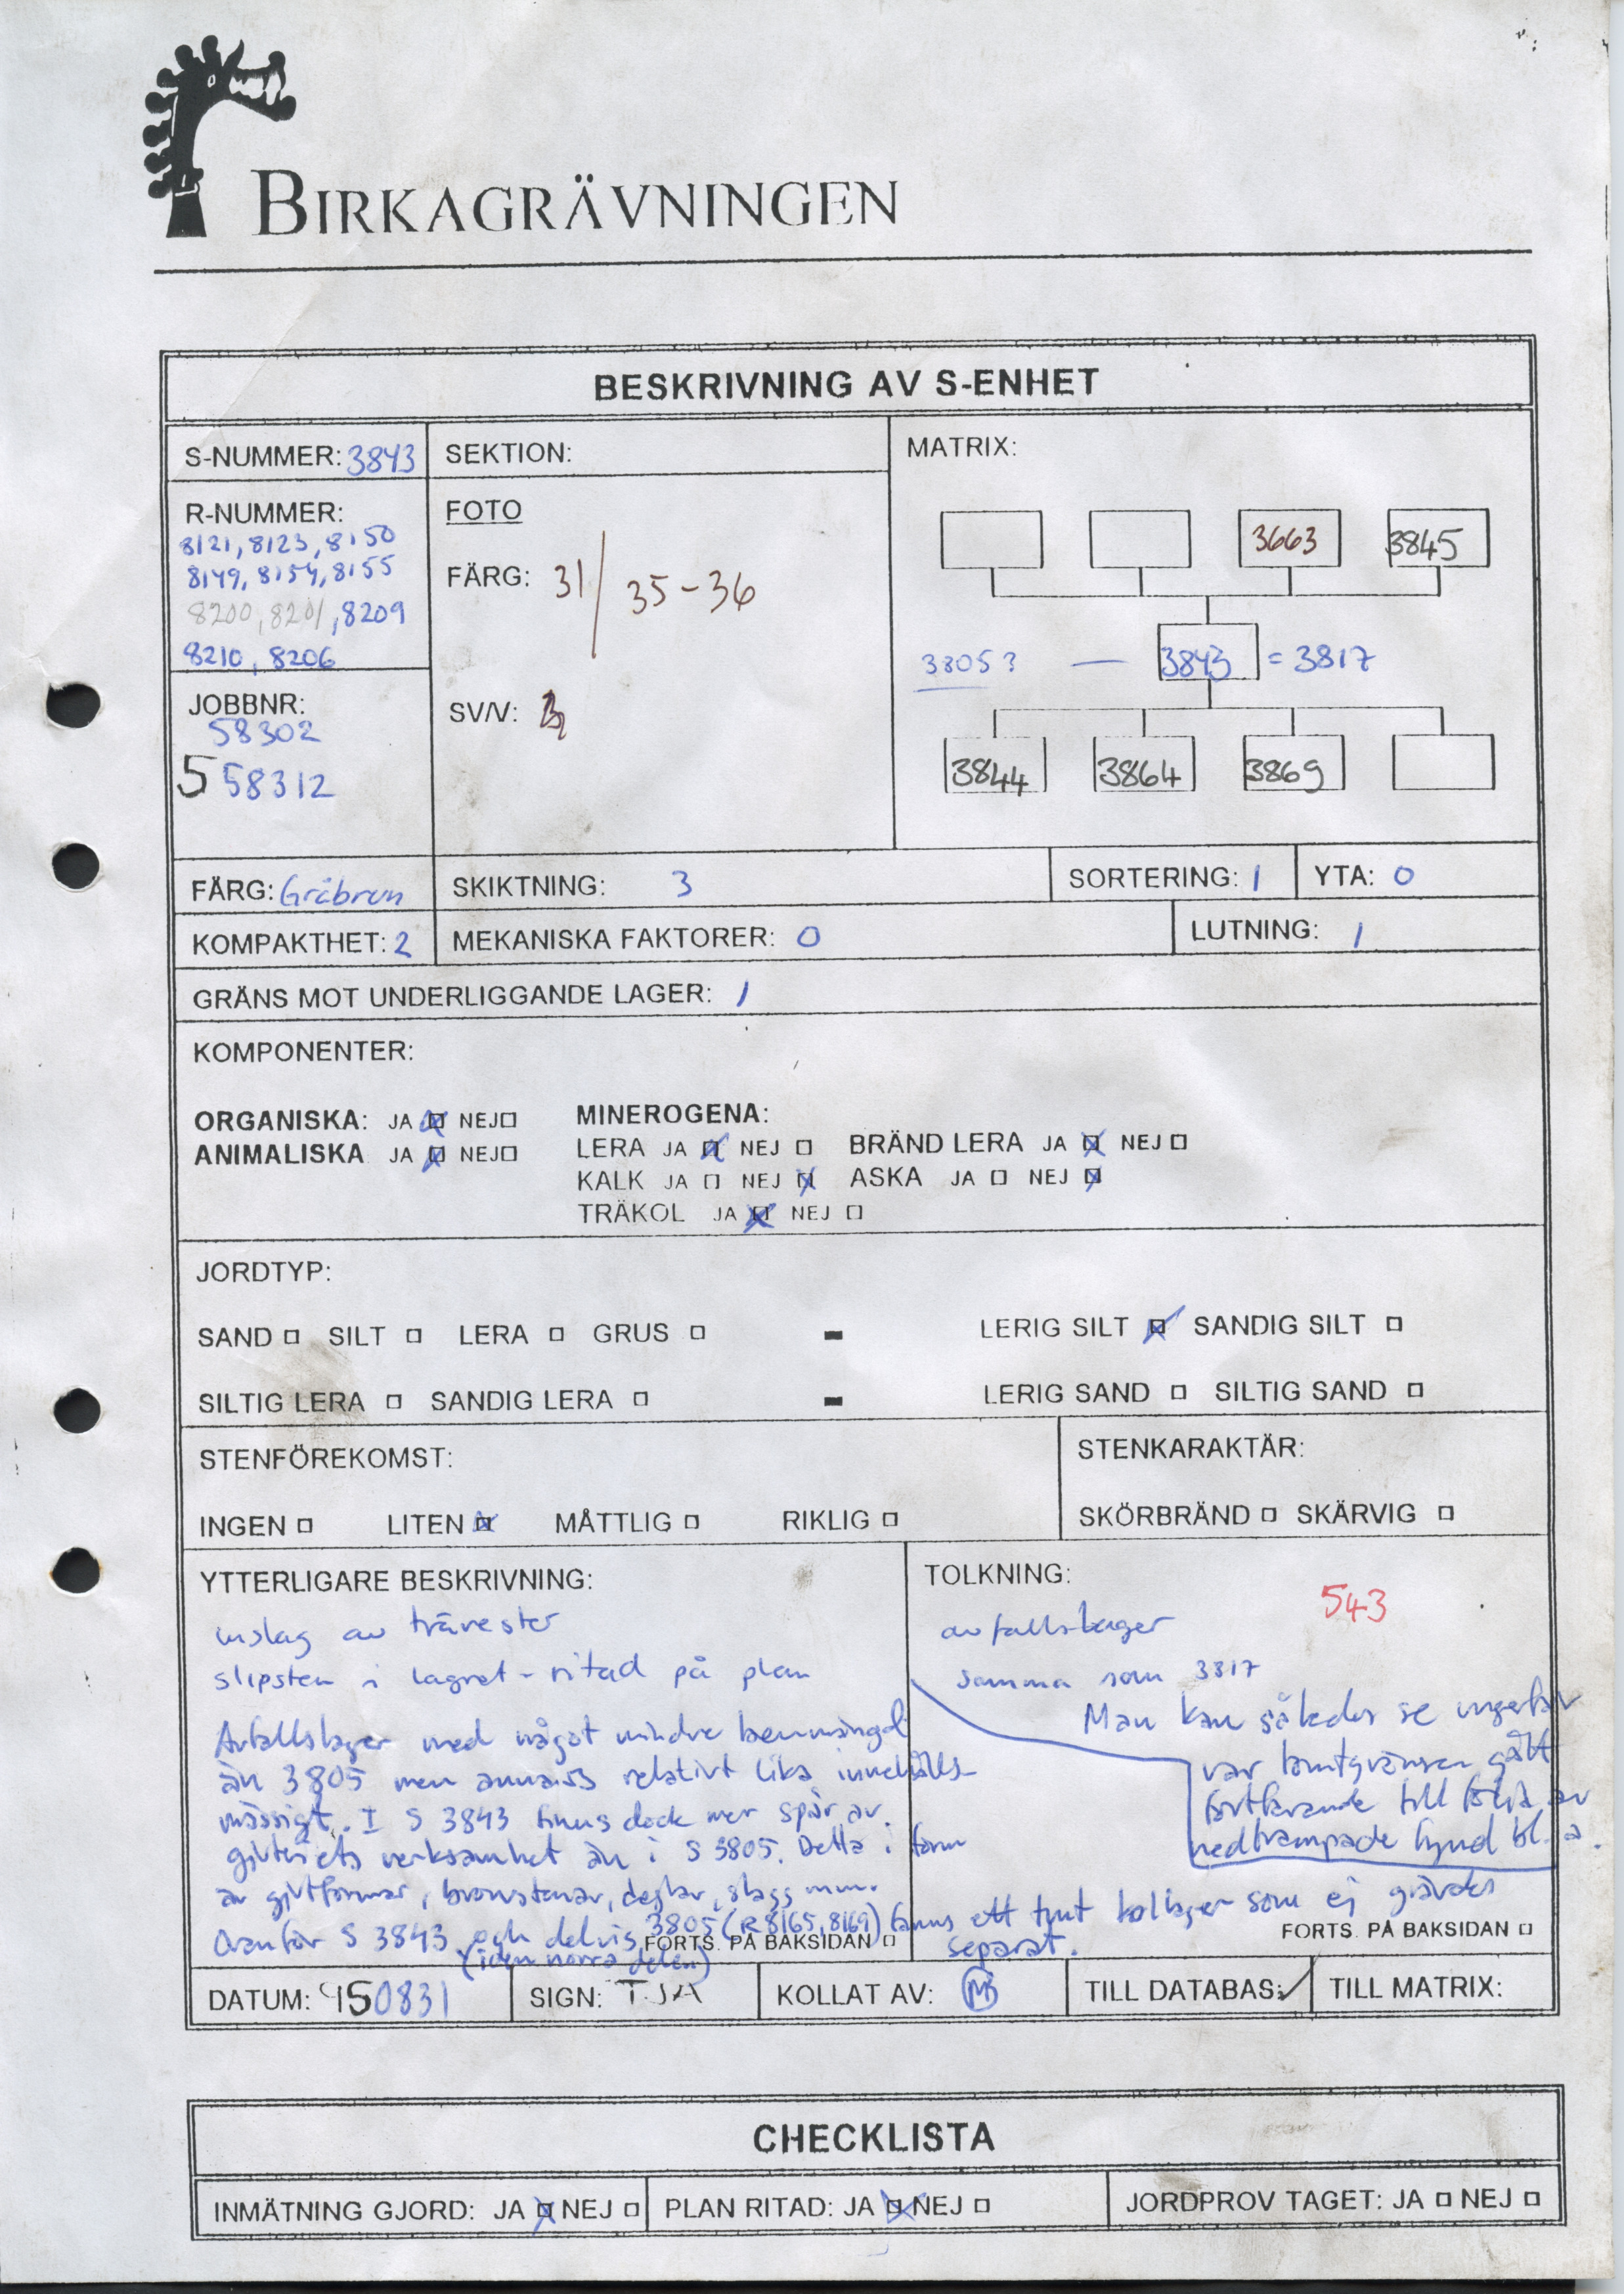 BIRKAGRÄVNINGEN
BESKRIVNING AV S-ENHET
S-NUMMER: 3843
SEKTION:
MATRIX:
R-NUMMER:
8121, 8123, 8150
8149, 8154, 8155
8200, 8201, 8209
8210, 8206
FOTO
FÄRG: 31/35-36
SV/V:
3663 3845
3805? — 3843 = 3817
3844 3864 3869
JOBBNR:
58302
558312
FÄRG: Gråbrun
SKIKTNING: 3
SORTERING: 1
YTA: 0
KOMPAKTHET: 2
MEKANISKA FAKTORER: 0
LUTNING: 1
GRÄNS MOT UNDERLIGGANDE LAGER: 1
KOMPONENTER:
ORGANISKA: JA ☒ NEJ ☐ MINEROGENA:
ANIMALISKA JA ☒ NEJ ☐ LERA JA ☒ NEJ ☐ BRÄND LERA JA ☒ NEJ ☐
KALK JA ☐ NEJ ☒ ASKA JA ☐ NEJ ☒
TRÄKOL JA ☒ NEJ ☐
JORDTYP:
SAND ☐ SILT ☐ LERA ☐ GRUS ☐ - LERIG SILT ☒ SANDIG SILT ☐
SILTIG LERA ☐ SANDIG LERA ☐ - LERIG SAND ☐ SILTIG SAND ☐
STENFÖREKOMST:
INGEN ☐ LITEN ☒ MÅTTLIG ☐ RIKLIG ☐
STENKARAKTÄR:
SKÖRBRÄND ☐ SKÄRVIG ☐
YTTERLIGARE BESKRIVNING:
inslag av trärester
slipsten i lagret - ritad på plan
Avfallslager med något mindre benmängd
än 3805 men annars relativt lika innehålls-
mässigt. I S 3843 finns dock mer spår av
gjuteriets verksamhet än i S 3805. Detta i form
av gjutformar, bronsstenar, deglar, slagg mm.
Ovanför S 3843 och delvis 3805 (R 8165, 8169) fanns ett tunt kollager som ej grävdes
(i den norra delen)
separat.
FORTS. PÅ BAKSIDAN ☐
TOLKNING:
543
avfallslager
samma som 3817
Man kan således se ungefär
var tomtgränsen gått
fortfarande till följd av
nedtrampade fynd bl.a.
FORTS. PÅ BAKSIDAN ☐
DATUM: 950831
SIGN: TJA
KOLLAT AV: MB
TILL DATABAS: ✓
TILL MATRIX:
CHECKLISTA
INMÄTNING GJORD: JA ☒ NEJ ☐
PLAN RITAD: JA ☒ NEJ ☐
JORDPROV TAGET: JA ☐ NEJ ☐